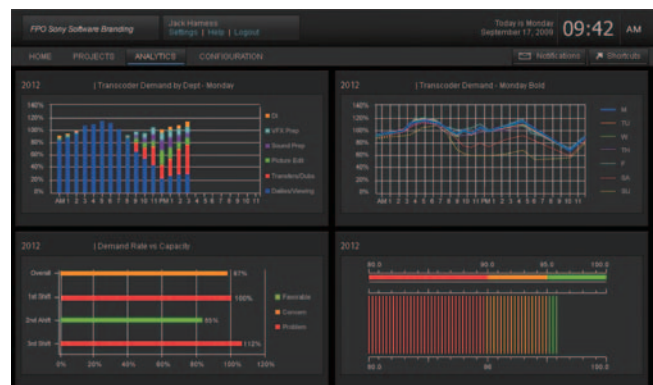 FPO Sony Software Branding
Jack Harness
Settings | Help | Logout
Today is Monday
September 17, 2009
09:42 AM
HOME PROJECTS ANALYTICS CONFIGURATION
Notifications Shortcuts
2012 | Transcoder Demand by Dept - Monday
140%
120%
100%
80%
60%
40%
20%
0%
AM 1 2 3 4 5 6 7 8 9 10 11 PM 1 2 3 4 5 6 7 8 9 10 11
DI
VFX Prep
Sound Prep
Picture Edit
Transfers/Dubs
Dailies/Viewing
2012 | Transcoder Demand - Monday Bold
140%
120%
100%
80%
60%
40%
20%
0%
AM 1 2 3 4 5 6 7 8 9 10 11 PM 1 2 3 4 5 6 7 8 9 10 11
M
TU
W
TH
F
SA
SU
2012 | Demand Rate vs Capacity
Overall 97%
1st Shift 100%
2nd Shift 85%
3rd Shift 112%
0% 20% 40% 60% 80% 100% 120%
Favorable
Concern
Problem
2012
90.0 95.0 100.0
90 100.0